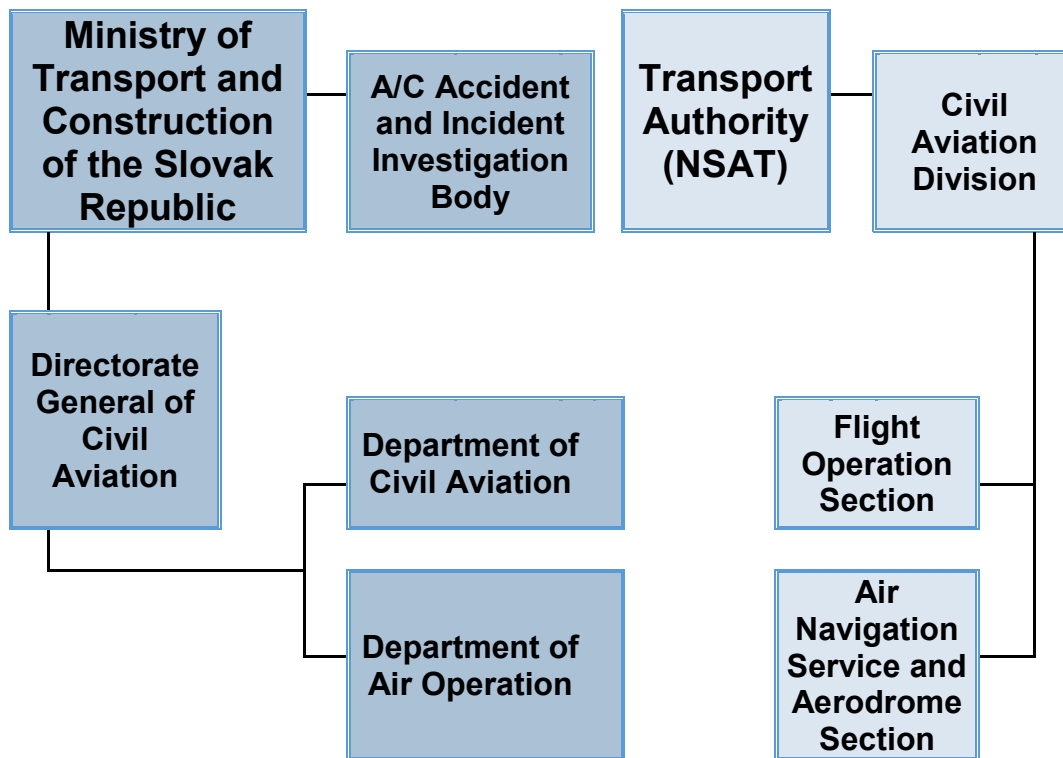 Ministry of
Transport and
Construction
of the Slovak
Republic
A/C Accident
and Incident
Investigation
Body
Transport
Authority
(NSAT)
Civil
Aviation
Division
Directorate
General of
Civil
Aviation
Department of
Civil Aviation
Flight
Operation
Section
Department of
Air Operation
Air
Navigation
Service and
Aerodrome
Section